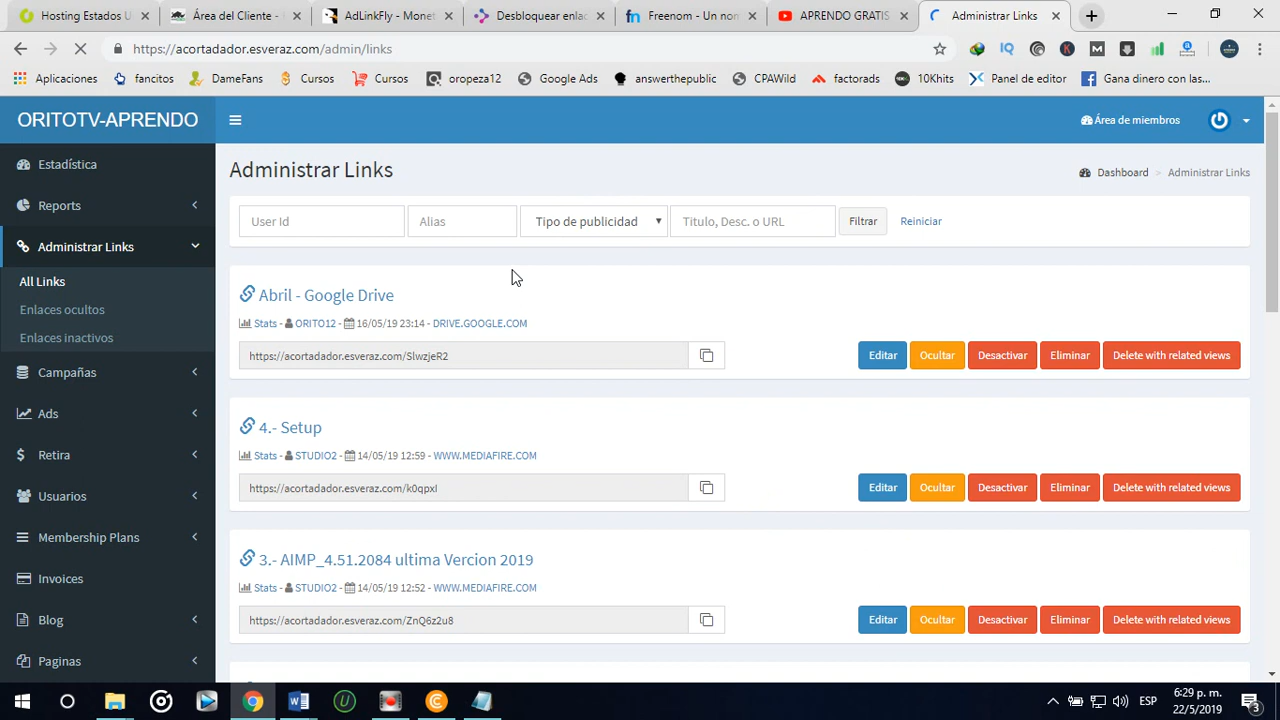 Hosting Estados U
Área del Cliente -
AdLinkFly - Monet
Desbloquear enla
Freenom - Un nom
APRENDO GRATIS
Administrar Links
https://acortadador.esveraz.com/admin/links
Aplicaciones
fancitos
DameFans
Cursos
Cursos
oropeza12
Google Ads
answerthepublic
CPAWild
factorads
10Khits
Panel de editor
Gana dinero con las...
ORITOTV-APRENDO
Área de miembros
Estadística
Reports
Administrar Links
All Links
Enlaces ocultos
Enlaces inactivos
Campañas
Ads
Retira
Usuarios
Membership Plans
Invoices
Blog
Paginas
Administrar Links
Dashboard > Administrar Links
User Id
Alias
Tipo de publicidad
Título, Desc. o URL
Filtrar
Reiniciar
Abril - Google Drive
Stats - ORITO12 - 16/05/19 23:14 - DRIVE.GOOGLE.COM
https://acortadador.esveraz.com/SlwzjeR2
Editar
Ocultar
Desactivar
Eliminar
Delete with related views
4.- Setup
Stats - STUDIO2 - 14/05/19 12:59 - WWW.MEDIAFIRE.COM
https://acortadador.esveraz.com/k0qpxI
Editar
Ocultar
Desactivar
Eliminar
Delete with related views
3.- AIMP_4.51.2084 ultima Vercion 2019
Stats - STUDIO2 - 14/05/19 12:52 - WWW.MEDIAFIRE.COM
https://acortadador.esveraz.com/ZnQ6z2u8
Editar
Ocultar
Desactivar
Eliminar
Delete with related views
ESP
6:29 p. m.
22/5/2019
3